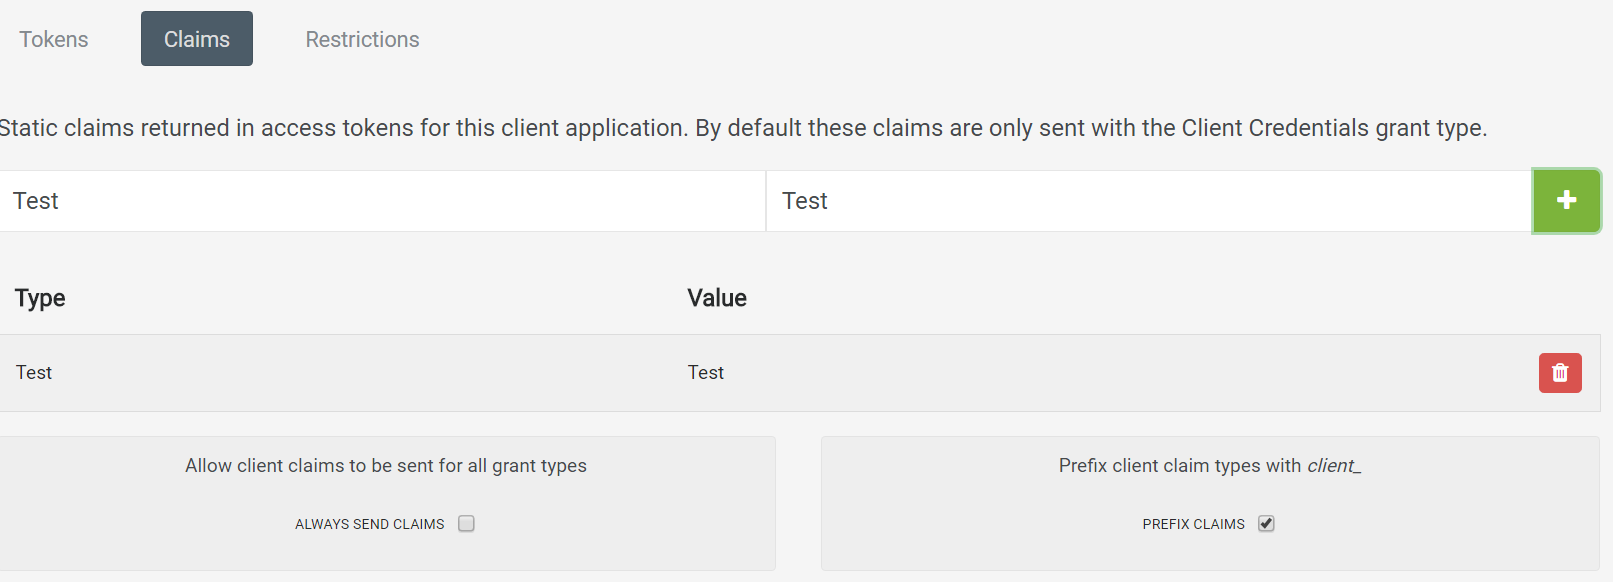 Tokens Claims Restrictions
Static claims returned in access tokens for this client application. By default these claims are only sent with the Client Credentials grant type.
Test Test
Type Value
Test Test
Allow client claims to be sent for all grant types Prefix client claim types with client_
ALWAYS SEND CLAIMS PREFIX CLAIMS